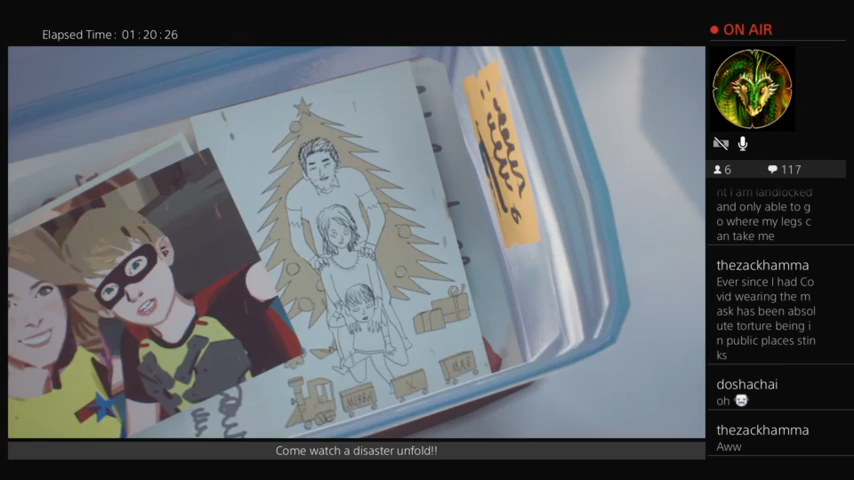 Elapsed Time: 01:20:26
ON AIR
6
117
nt I am landlocked
and only able to g
o where my legs c
an take me
thezackhamma
Ever since I had Co
vid wearing the m
ask has been absol
ute torture being i
n public places stin
ks
doshachai
oh
thezackhamma
Aww
MERRY
X
MAS
Come watch a disaster unfold!!